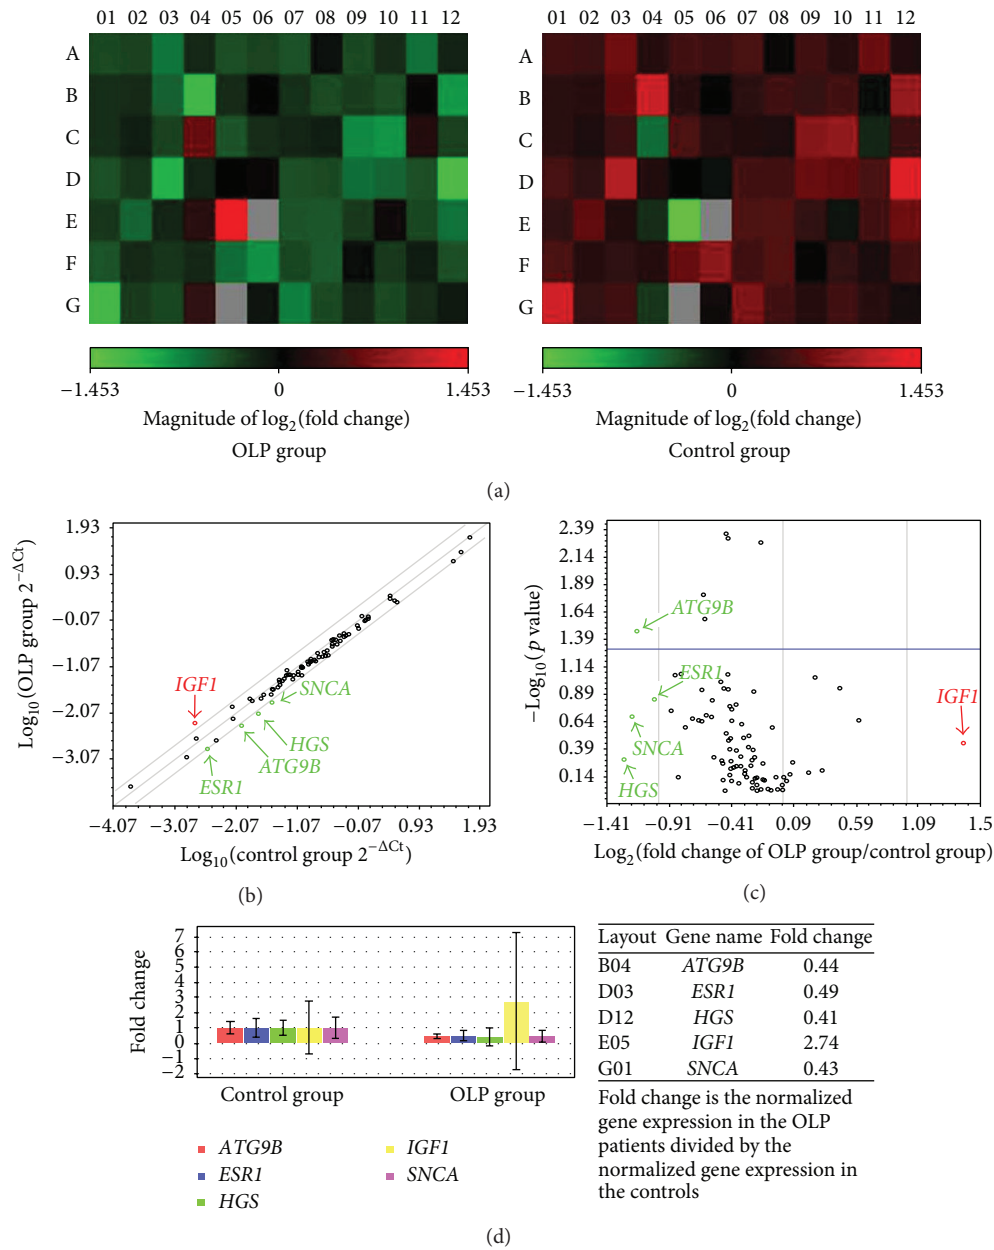 01 02 03 04 05 06 07 08 09 10 11 12
A
B
C
D
E
F
G
−1.453 0 1.453
Magnitude of log2(fold change)
OLP group
01 02 03 04 05 06 07 08 09 10 11 12
A
B
C
D
E
F
G
−1.453 0 1.453
Magnitude of log2(fold change)
Control group
(a)
Log10(OLP group 2−ΔCt)
1.93
0.93
−0.07
−1.07
−2.07
−3.07
IGF1
SNCA
HGS
ATG9B
ESR1
−4.07 −3.07 −2.07 −1.07 −0.07 0.93 1.93
Log10(control group 2−ΔCt)
(b)
−Log10(p value)
2.39
2.14
1.89
1.64
1.39
1.14
0.89
0.64
0.39
0.14
ATG9B
ESR1
IGF1
SNCA
HGS
−1.41 −0.91 −0.41 0.09 0.59 1.09 1.5
Log2(fold change of OLP group/control group)
(c)
Fold change
7
6
5
4
3
2
1
0
−1
−2
Control group OLP group
ATG9B
ESR1
HGS
IGF1
SNCA
Layout Gene name Fold change
B04 ATG9B 0.44
D03 ESR1 0.49
D12 HGS 0.41
E05 IGF1 2.74
G01 SNCA 0.43
Fold change is the normalized
gene expression in the OLP
patients divided by the
normalized gene expression in
the controls
(d)